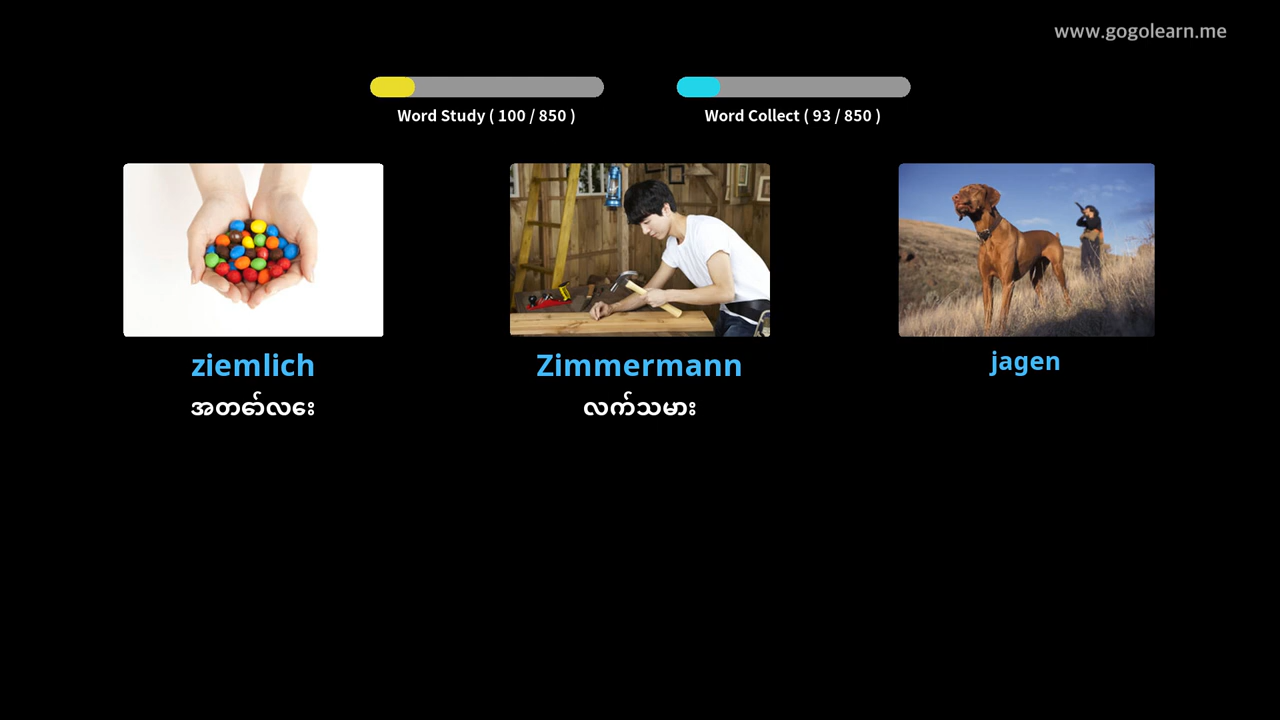 www.gogolearn.me
Word Study ( 100 / 850 )
Word Collect ( 93 / 850 )
ziemlich
Zimmermann
jagen
အတော်လေး
လက်သမား